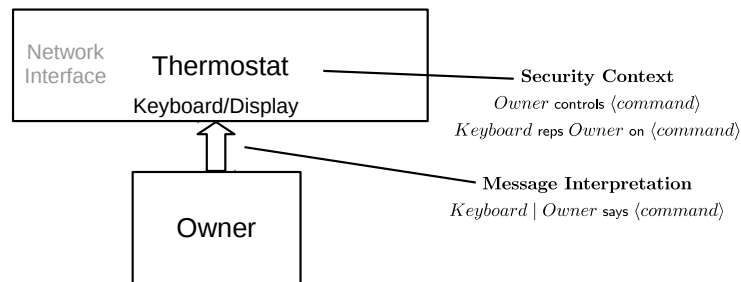 Network
Interface
Thermostat
Keyboard/Display
Owner
Security Context
Owner controls ⟨command⟩
Keyboard reps Owner on ⟨command⟩
Message Interpretation
Keyboard | Owner says ⟨command⟩